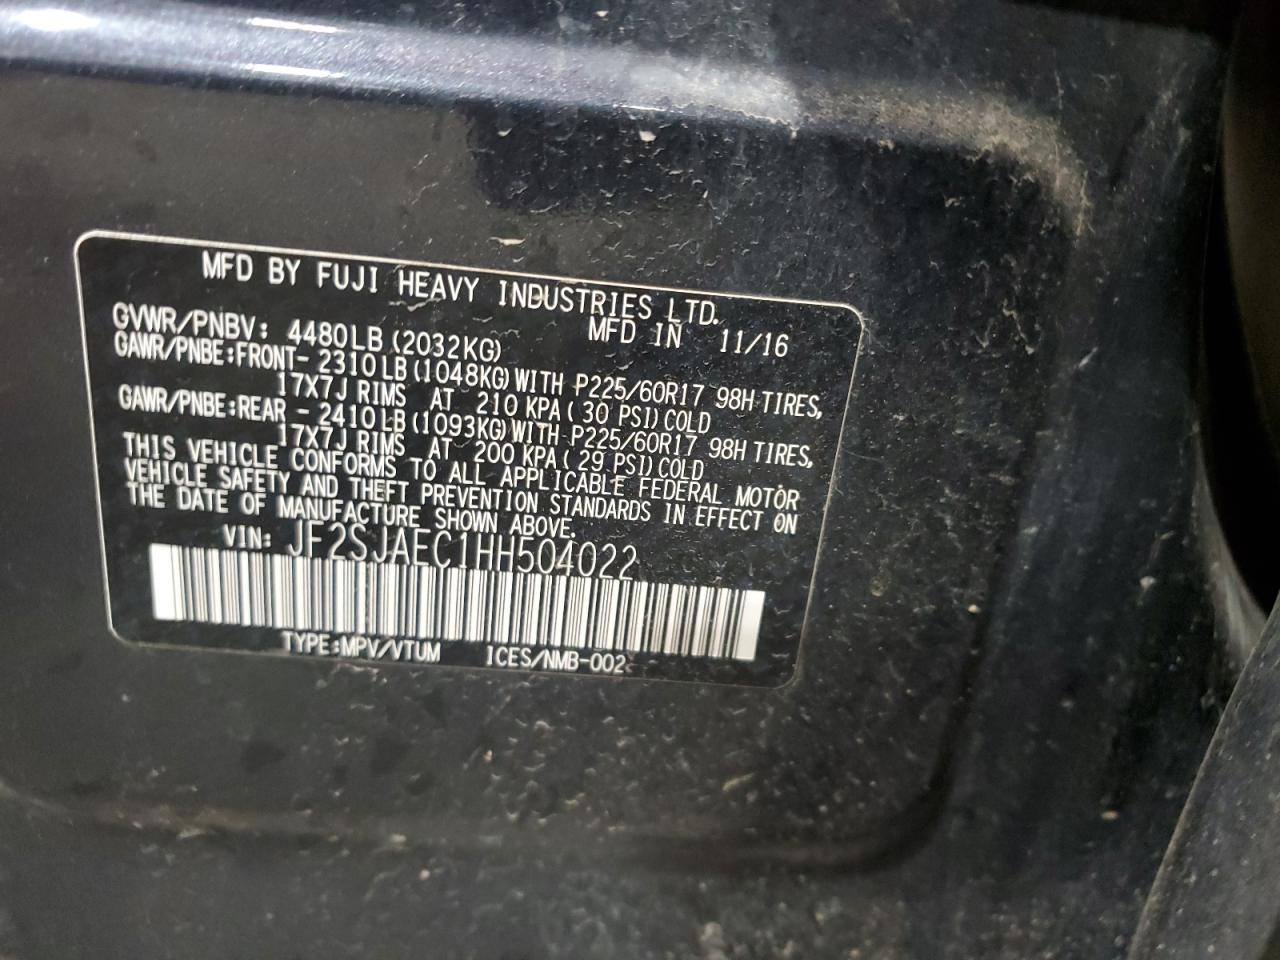 MFD BY FUJI HEAVY INDUSTRIES LTD.
MFD IN 11/16
GVWR/PNBV: 4480LB (2032KG)
GAWR/PNBE:FRONT- 2310LB (1048KG) WITH P225/60R17 98H TIRES,
17X7J RIMS AT 210 KPA ( 30 PSI) COLD
GAWR/PNBE:REAR - 2410LB (1093KG) WITH P225/60R17 98H TIRES,
17X7J RIMS AT 200 KPA ( 29 PSI) COLD
THIS VEHICLE CONFORMS TO ALL APPLICABLE FEDERAL MOTOR
VEHICLE SAFETY AND THEFT PREVENTION STANDARDS IN EFFECT ON
THE DATE OF MANUFACTURE SHOWN ABOVE.
VIN: JF2SJAEC1HH504022
TYPE:MPV/VTUM ICES/NMB-002